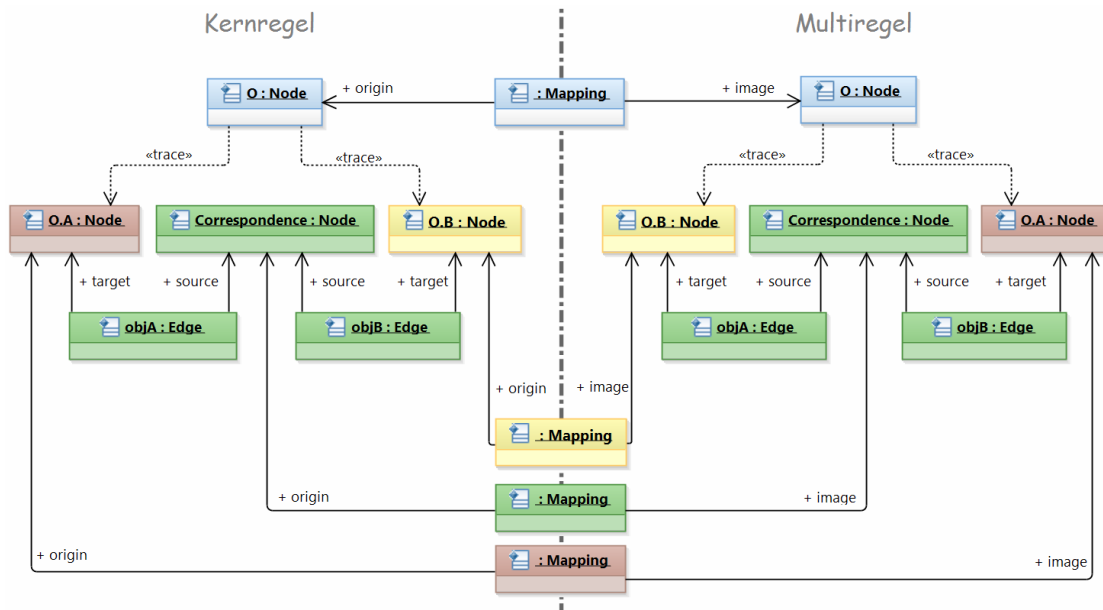 Kernregel
Multiregel
O : Node
+ origin
: Mapping
+ image
O : Node
«trace»
«trace»
«trace»
«trace»
O.A : Node
Correspondence : Node
O.B : Node
O.B : Node
Correspondence : Node
O.A : Node
+ target
+ source
+ source
+ target
+ target
+ source
+ source
+ target
objA : Edge
objB : Edge
objA : Edge
objB : Edge
+ origin
+ image
: Mapping
+ origin
: Mapping
+ image
+ origin
: Mapping
+ image